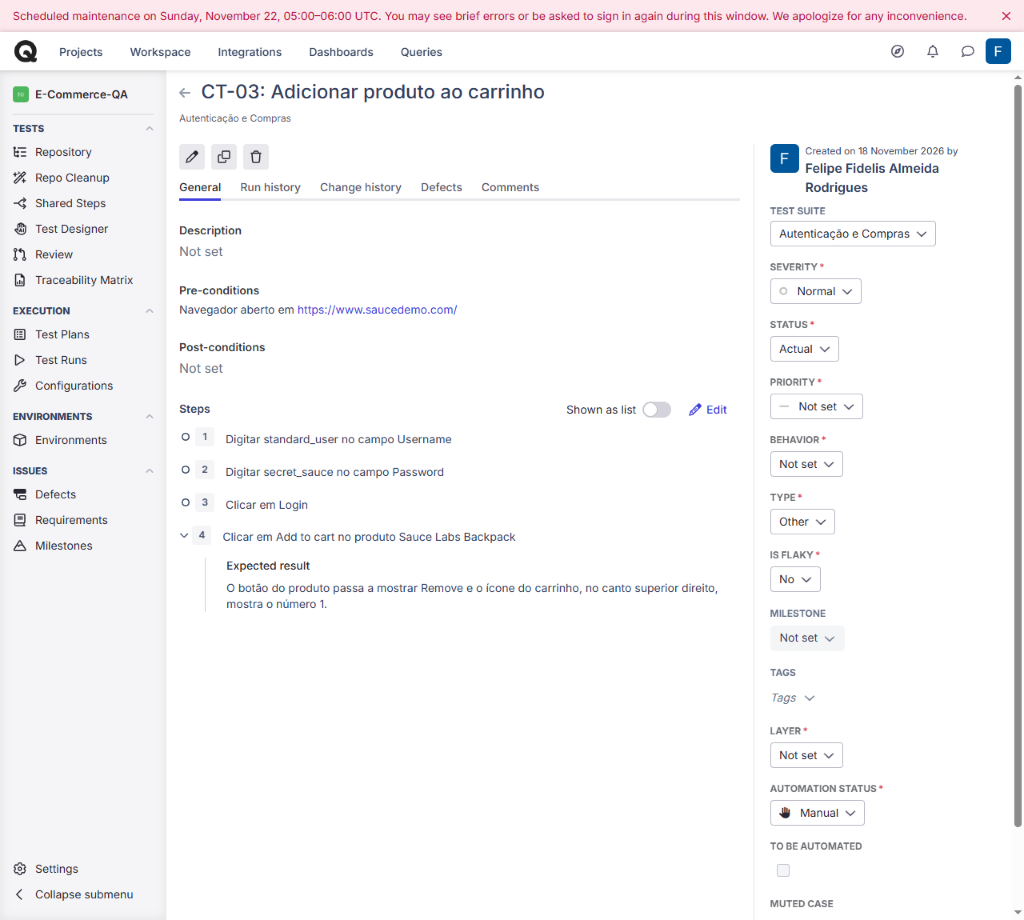 Scheduled maintenance on Sunday, November 22, 05:00–06:00 UTC. You may see brief errors or be asked to sign in again during this window. We apologize for any inconvenience.
Projects
Workspace
Integrations
Dashboards
Queries
F
E-Commerce-QA
TESTS
Repository
Repo Cleanup
Shared Steps
Test Designer
Review
Traceability Matrix
EXECUTION
Test Plans
Test Runs
Configurations
ENVIRONMENTS
Environments
ISSUES
Defects
Requirements
Milestones
Settings
Collapse submenu
CT-03: Adicionar produto ao carrinho
Autenticação e Compras
General
Run history
Change history
Defects
Comments
Description
Not set
Pre-conditions
Navegador aberto em https://www.saucedemo.com/
Post-conditions
Not set
Steps
Shown as list
Edit
1 Digitar standard_user no campo Username
2 Digitar secret_sauce no campo Password
3 Clicar em Login
4 Clicar em Add to cart no produto Sauce Labs Backpack
Expected result
O botão do produto passa a mostrar Remove e o ícone do carrinho, no canto superior direito,
mostra o número 1.
F
Created on 18 November 2026 by
Felipe Fidelis Almeida
Rodrigues
TEST SUITE
Autenticação e Compras
SEVERITY*
Normal
STATUS*
Actual
PRIORITY*
Not set
BEHAVIOR*
Not set
TYPE*
Other
IS FLAKY*
No
MILESTONE
Not set
TAGS
Tags
LAYER*
Not set
AUTOMATION STATUS*
Manual
TO BE AUTOMATED
MUTED CASE